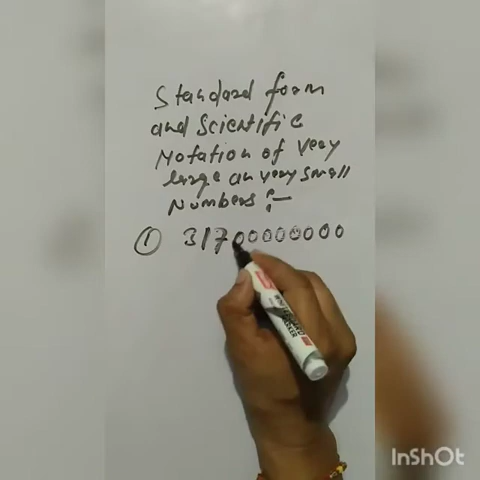 Standard form
and Scientific
Notation of very
large an very small
Numbers :-
① 31700000000
InShOt